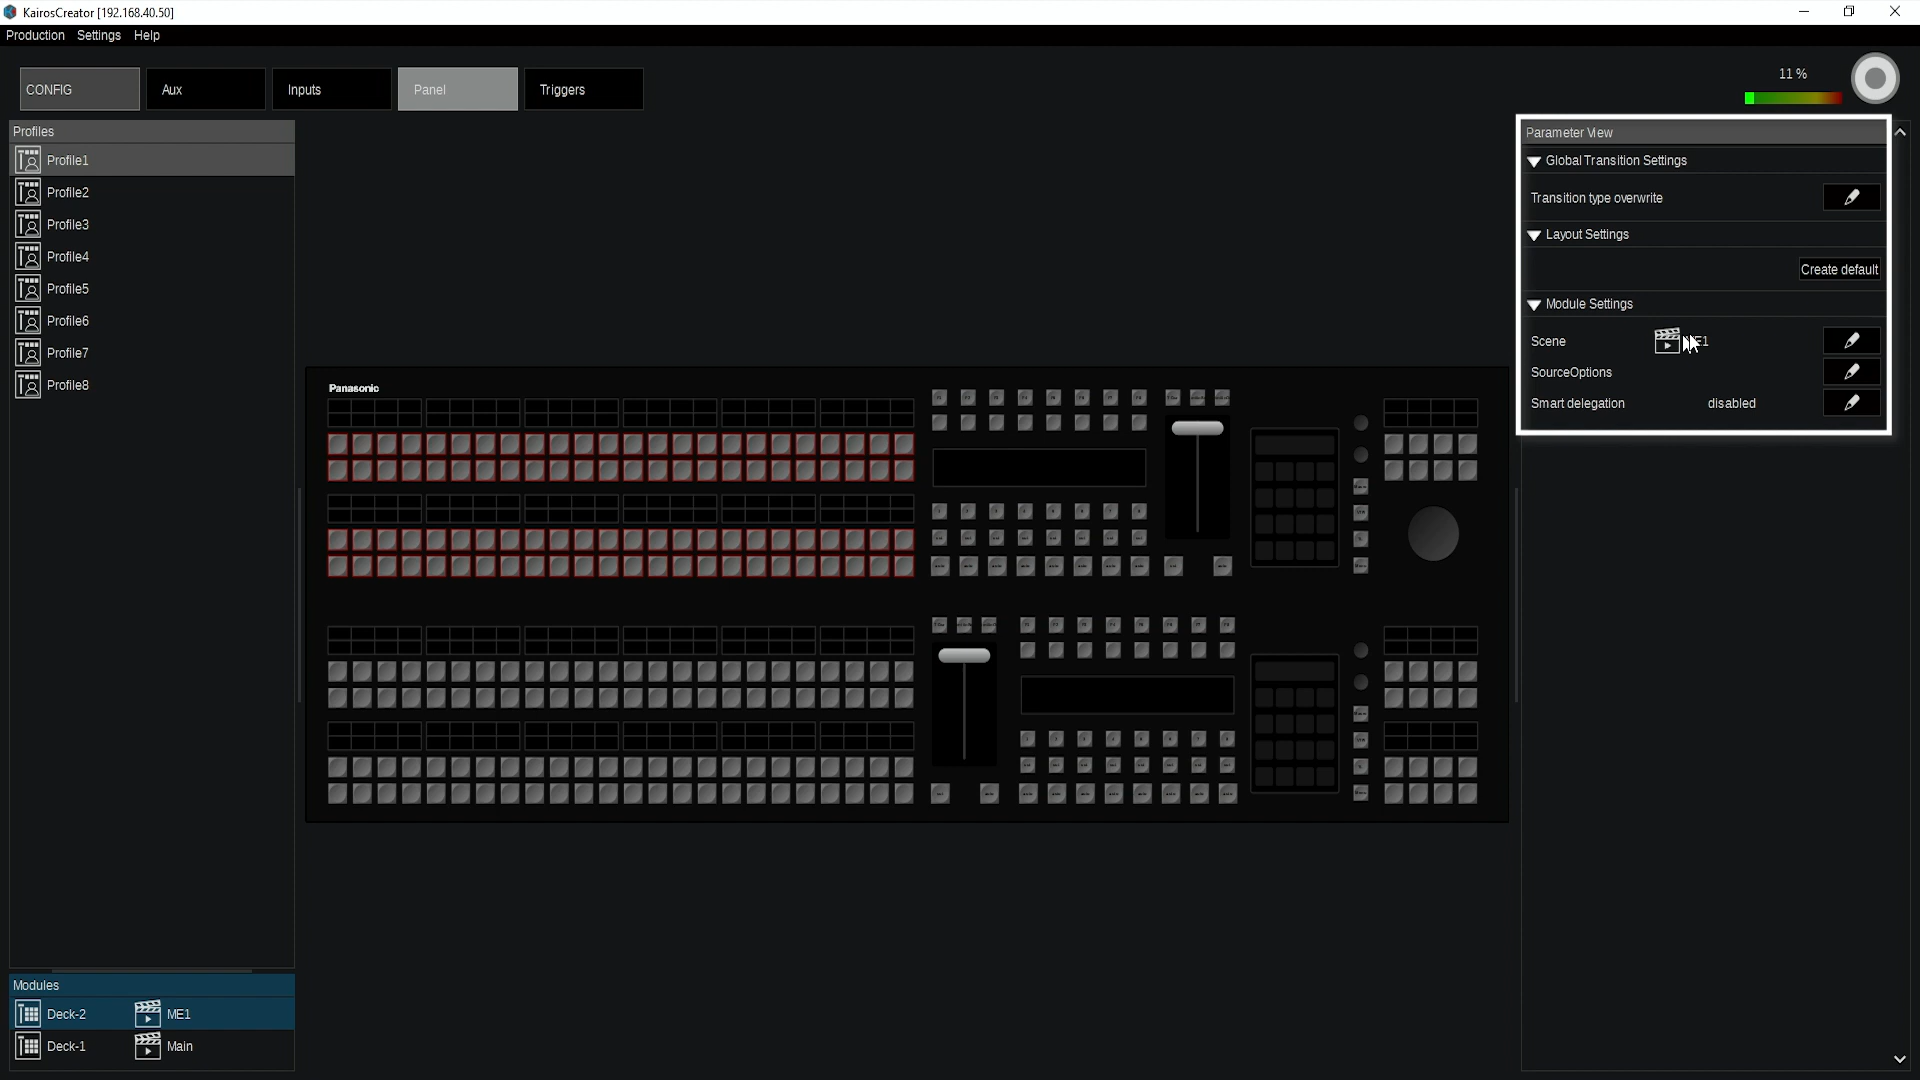 KairosCreator [192.168.40.50]
Production Settings Help
CONFIG
Aux
Inputs
Panel
Triggers
11 %
Profiles
Profile1
Profile2
Profile3
Profile4
Profile5
Profile6
Profile7
Profile8
Panasonic
Parameter View
Global Transition Settings
Transition type overwrite
Layout Settings
Create default
Module Settings
Scene
SourceOptions
Smart delegation disabled
Modules
Deck-2 ME1
Deck-1 Main